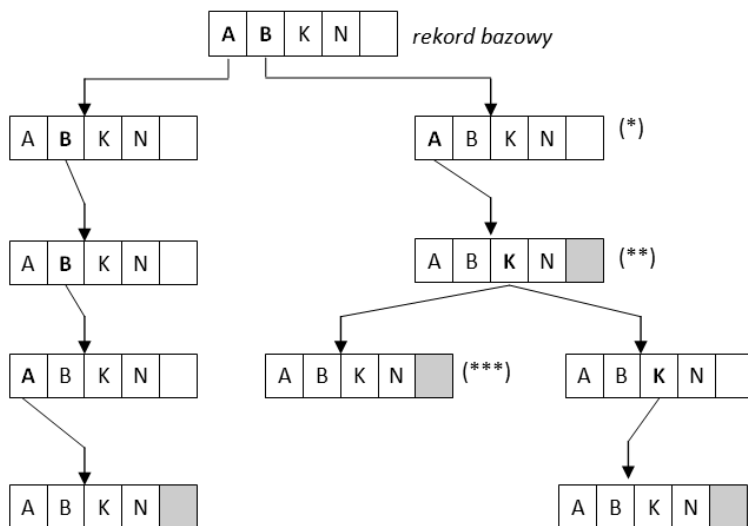 A B K N rekord bazowy
A B K N A B K N (*)
A B K N A B K N (**)
A B K N A B K N (***) A B K N
A B K N A B K N